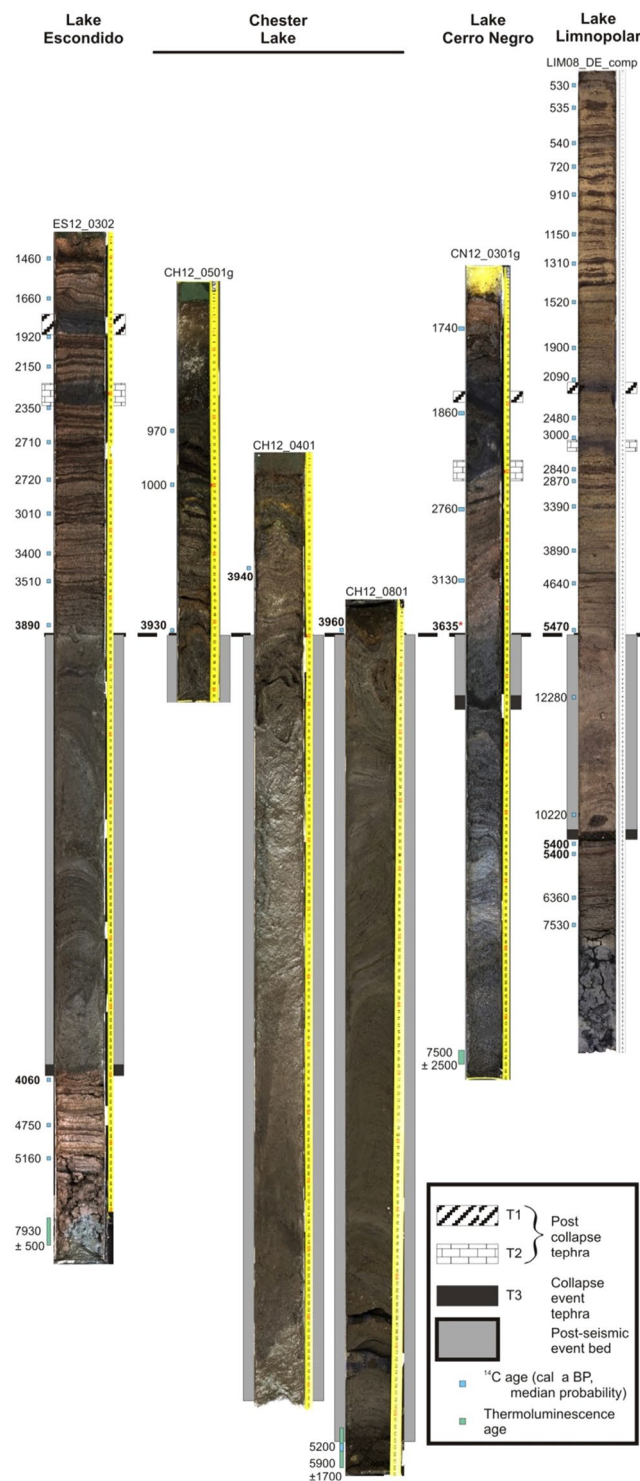 Lake
Escondido
Chester
Lake
Lake
Cerro Negro
Lake
Limnopolar
LIM08_DE_comp
530
535
540
720
910
1150
1310
1520
1900
2090
2480
3000
2840
2870
3390
3890
4640
5470
12280
10220
5400
5400
6360
7530
ES12_0302
1460
1660
1920
2150
2350
2710
2720
3010
3400
3510
3890
4060
4750
5160
7930
± 500
CH12_0501g
970
1000
3930
CH12_0401
3940
CH12_0801
3960
5200
5900
±1700
CN12_0301g
1740
1860
2760
3130
3635*
7500
± 2500
T1
T2
Post
collapse
tephra
T3
Collapse
event
tephra
Post-seismic
event bed
¹⁴C age (cal a BP,
median probability)
Thermoluminescence
age